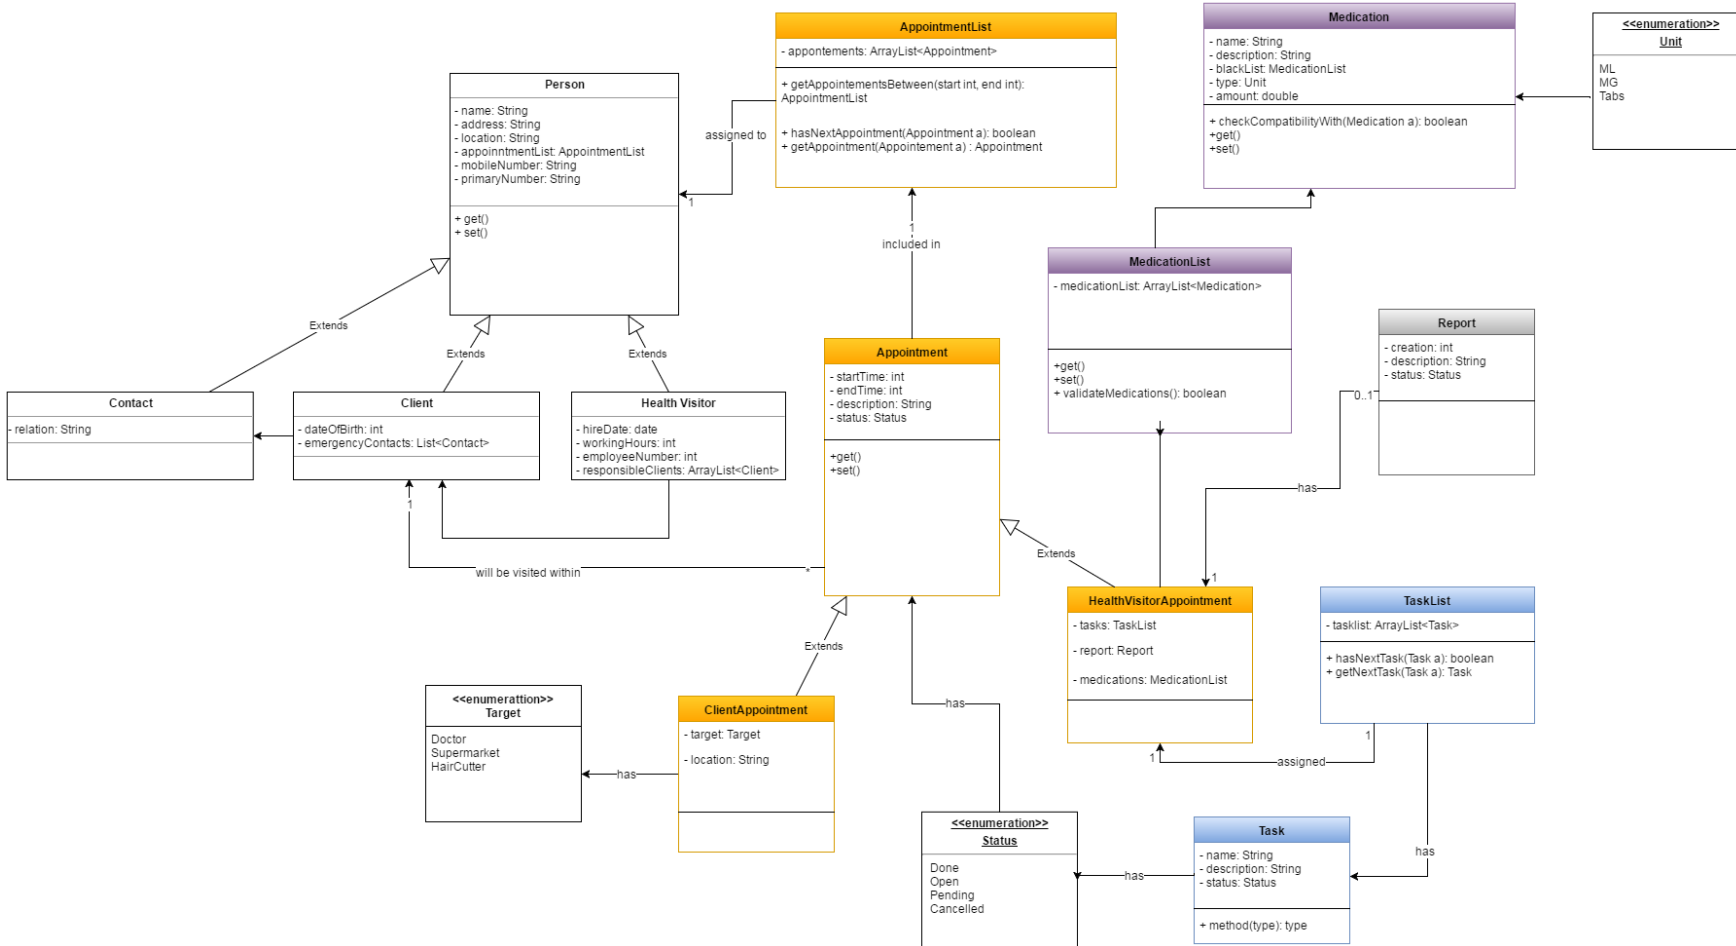 AppointmentList
- appontements: ArrayList<Appointment>
+ getAppointementsBetween(start int, end int):
AppointmentList
+ hasNextAppointment(Appointment a): boolean
+ getAppointment(Appointement a) : Appointment
Medication
- name: String
- description: String
- blackList: MedicationList
- type: Unit
- amount: double
+ checkCompatibilityWith(Medication a): boolean
+get()
+set()
<<enumeration>>
Unit
ML
MG
Tabs
Person
- name: String
- address: String
- location: String
- appoinntmentList: AppointmentList
- mobileNumber: String
- primaryNumber: String
+ get()
+ set()
assigned to
1
1
included in
MedicationList
- medicationList: ArrayList<Medication>
+get()
+set()
+ validateMedications(): boolean
Report
- creation: int
- description: String
- status: Status
0..1
has
1
Extends
Extends
Extends
Contact
- relation: String
Client
- dateOfBirth: int
- emergencyContacts: List<Contact>
Health Visitor
- hireDate: date
- workingHours: int
- employeeNumber: int
- responsibleClients: ArrayList<Client>
Appointment
- startTime: int
- endTime: int
- description: String
- status: Status
+get()
+set()
1
will be visited within
*
Extends
Extends
HealthVisitorAppointment
- tasks: TaskList
- report: Report
- medications: MedicationList
TaskList
- tasklist: ArrayList<Task>
+ hasNextTask(Task a): boolean
+ getNextTask(Task a): Task
1
assigned
1
has
<<enumerattion>>
Target
Doctor
Supermarket
HairCutter
has
ClientAppointment
- target: Target
- location: String
has
<<enumeration>>
Status
Done
Open
Pending
Cancelled
has
Task
- name: String
- description: String
- status: Status
+ method(type): type